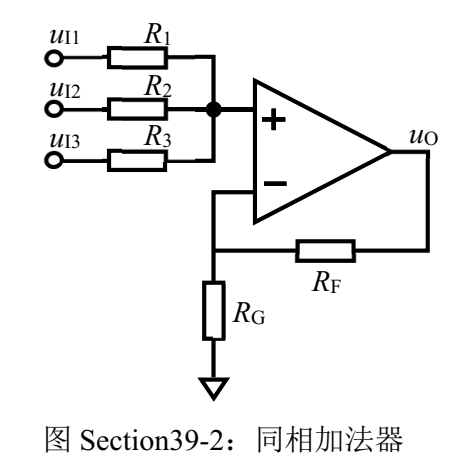 uI1
R1
uI2
R2
uI3
R3
+
−
uO
RF
RG
图 Section39-2：同相加法器